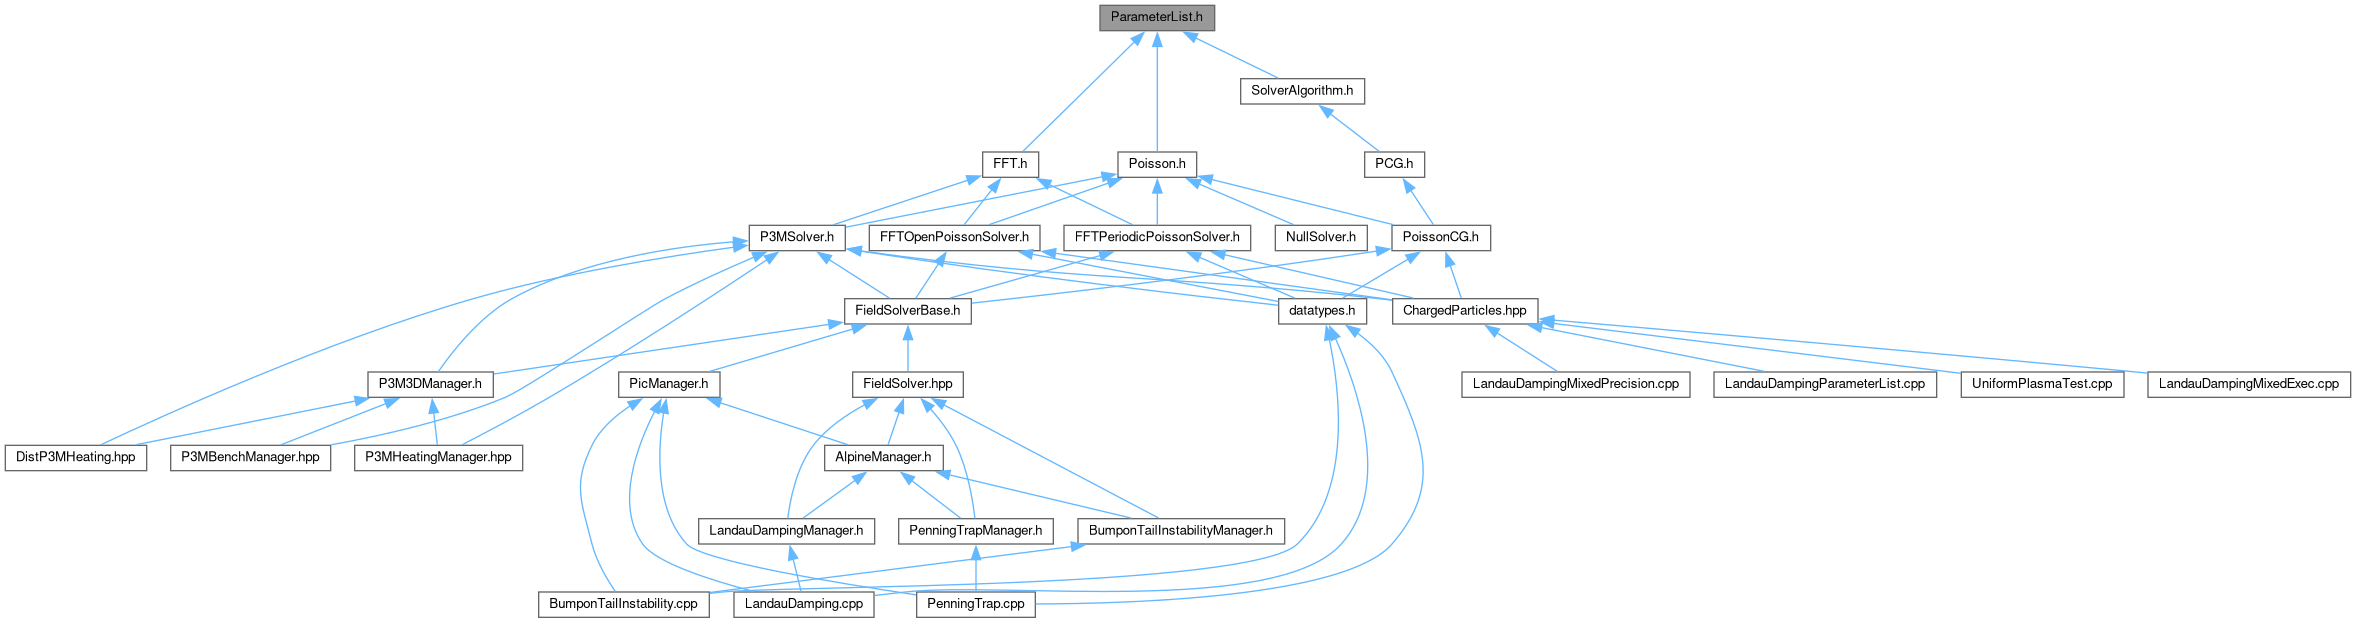 ParameterList.h
SolverAlgorithm.h
FFT.h
Poisson.h
PCG.h
P3MSolver.h
FFTOpenPoissonSolver.h
FFTPeriodicPoissonSolver.h
NullSolver.h
PoissonCG.h
FieldSolverBase.h
datatypes.h
ChargedParticles.hpp
P3M3DManager.h
PicManager.h
FieldSolver.hpp
LandauDampingMixedPrecision.cpp
LandauDampingParameterList.cpp
UniformPlasmaTest.cpp
LandauDampingMixedExec.cpp
DistP3MHeating.hpp
P3MBenchManager.hpp
P3MHeatingManager.hpp
AlpineManager.h
LandauDampingManager.h
PenningTrapManager.h
BumponTailInstabilityManager.h
BumponTailInstability.cpp
LandauDamping.cpp
PenningTrap.cpp